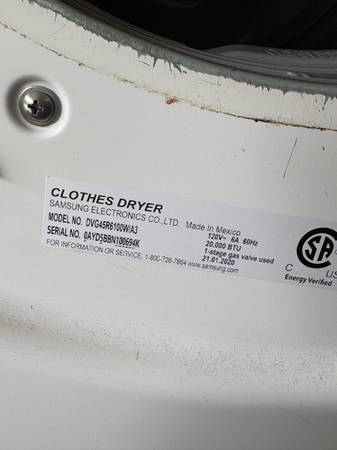 CLOTHES DRYER
SAMSUNG ELECTRONICS CO.,LTD. Made In Mexico
MODEL NO. DVG45R6100W/A3 120V~ 6A 60Hz
SERIAL NO. 0AYD5BBN100694K 20,000 BTU
FOR INFORMATION OR SERVICE, 1-800-726-7864 www.samsung.com
1-stage gas valve used
21.01.2020
SA
C US
Energy Verified